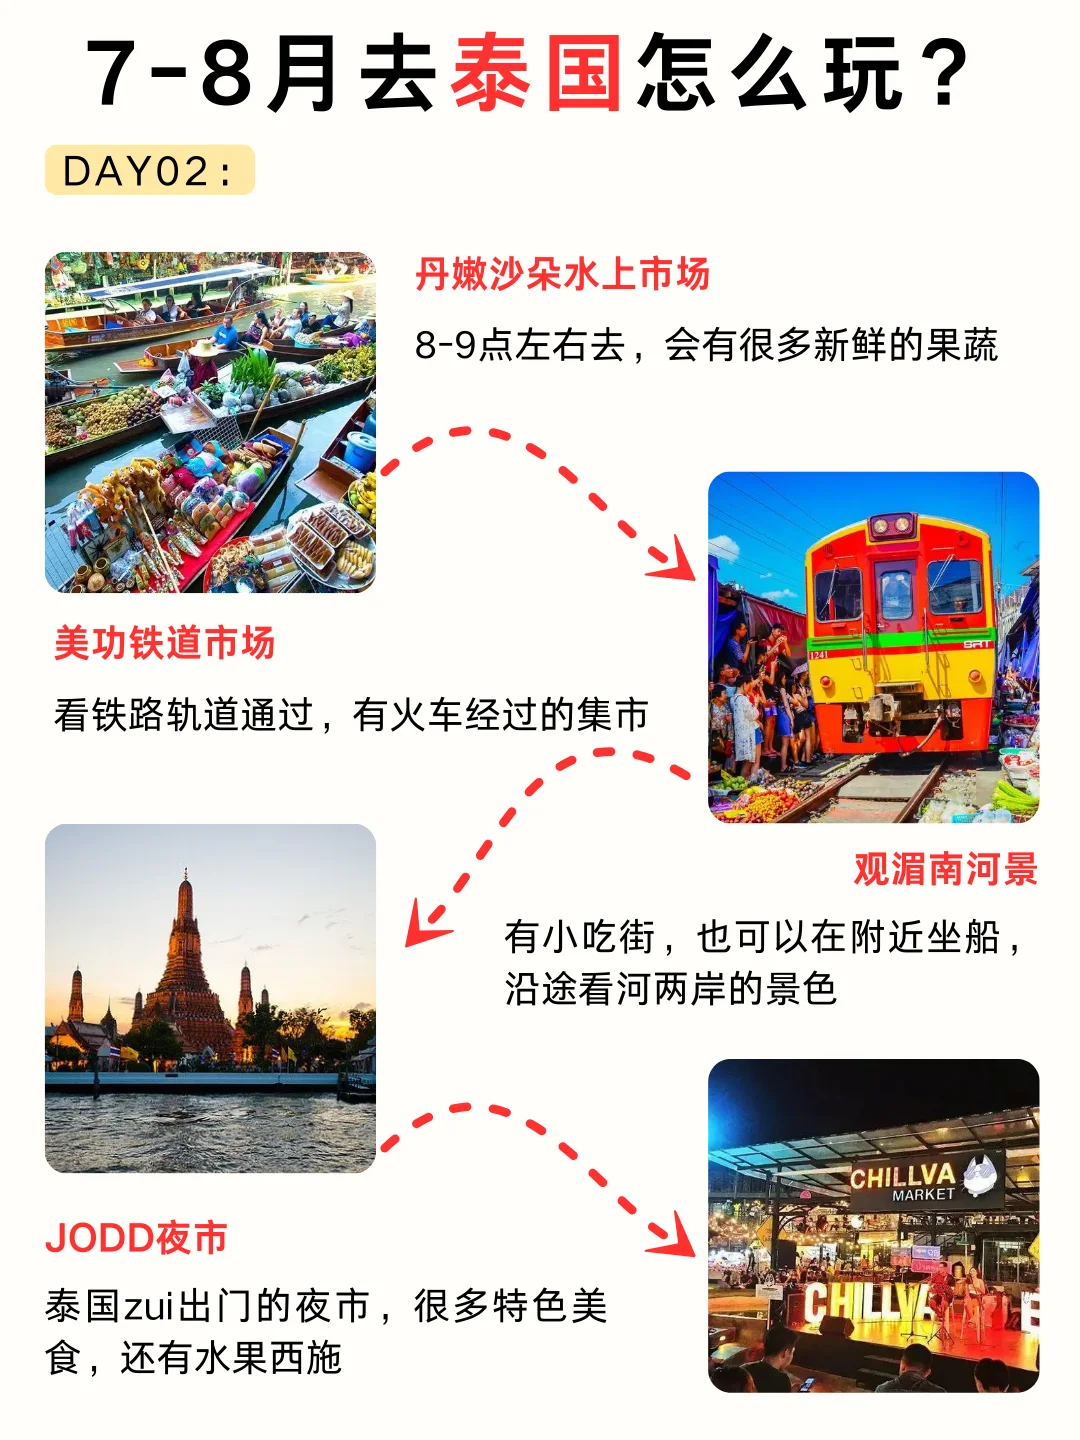 7-8月去泰国怎么玩？
DAY02：
丹嫩沙朵水上市场
8-9点左右去，会有很多新鲜的果蔬
1241
SRT
美功铁道市场
看铁路轨道通过，有火车经过的集市
观湄南河景
有小吃街，也可以在附近坐船，
沿途看河两岸的景色
CHILLVA
MARKET
CHILLVA
JODD夜市
泰国zui出门的夜市，很多特色美
食，还有水果西施